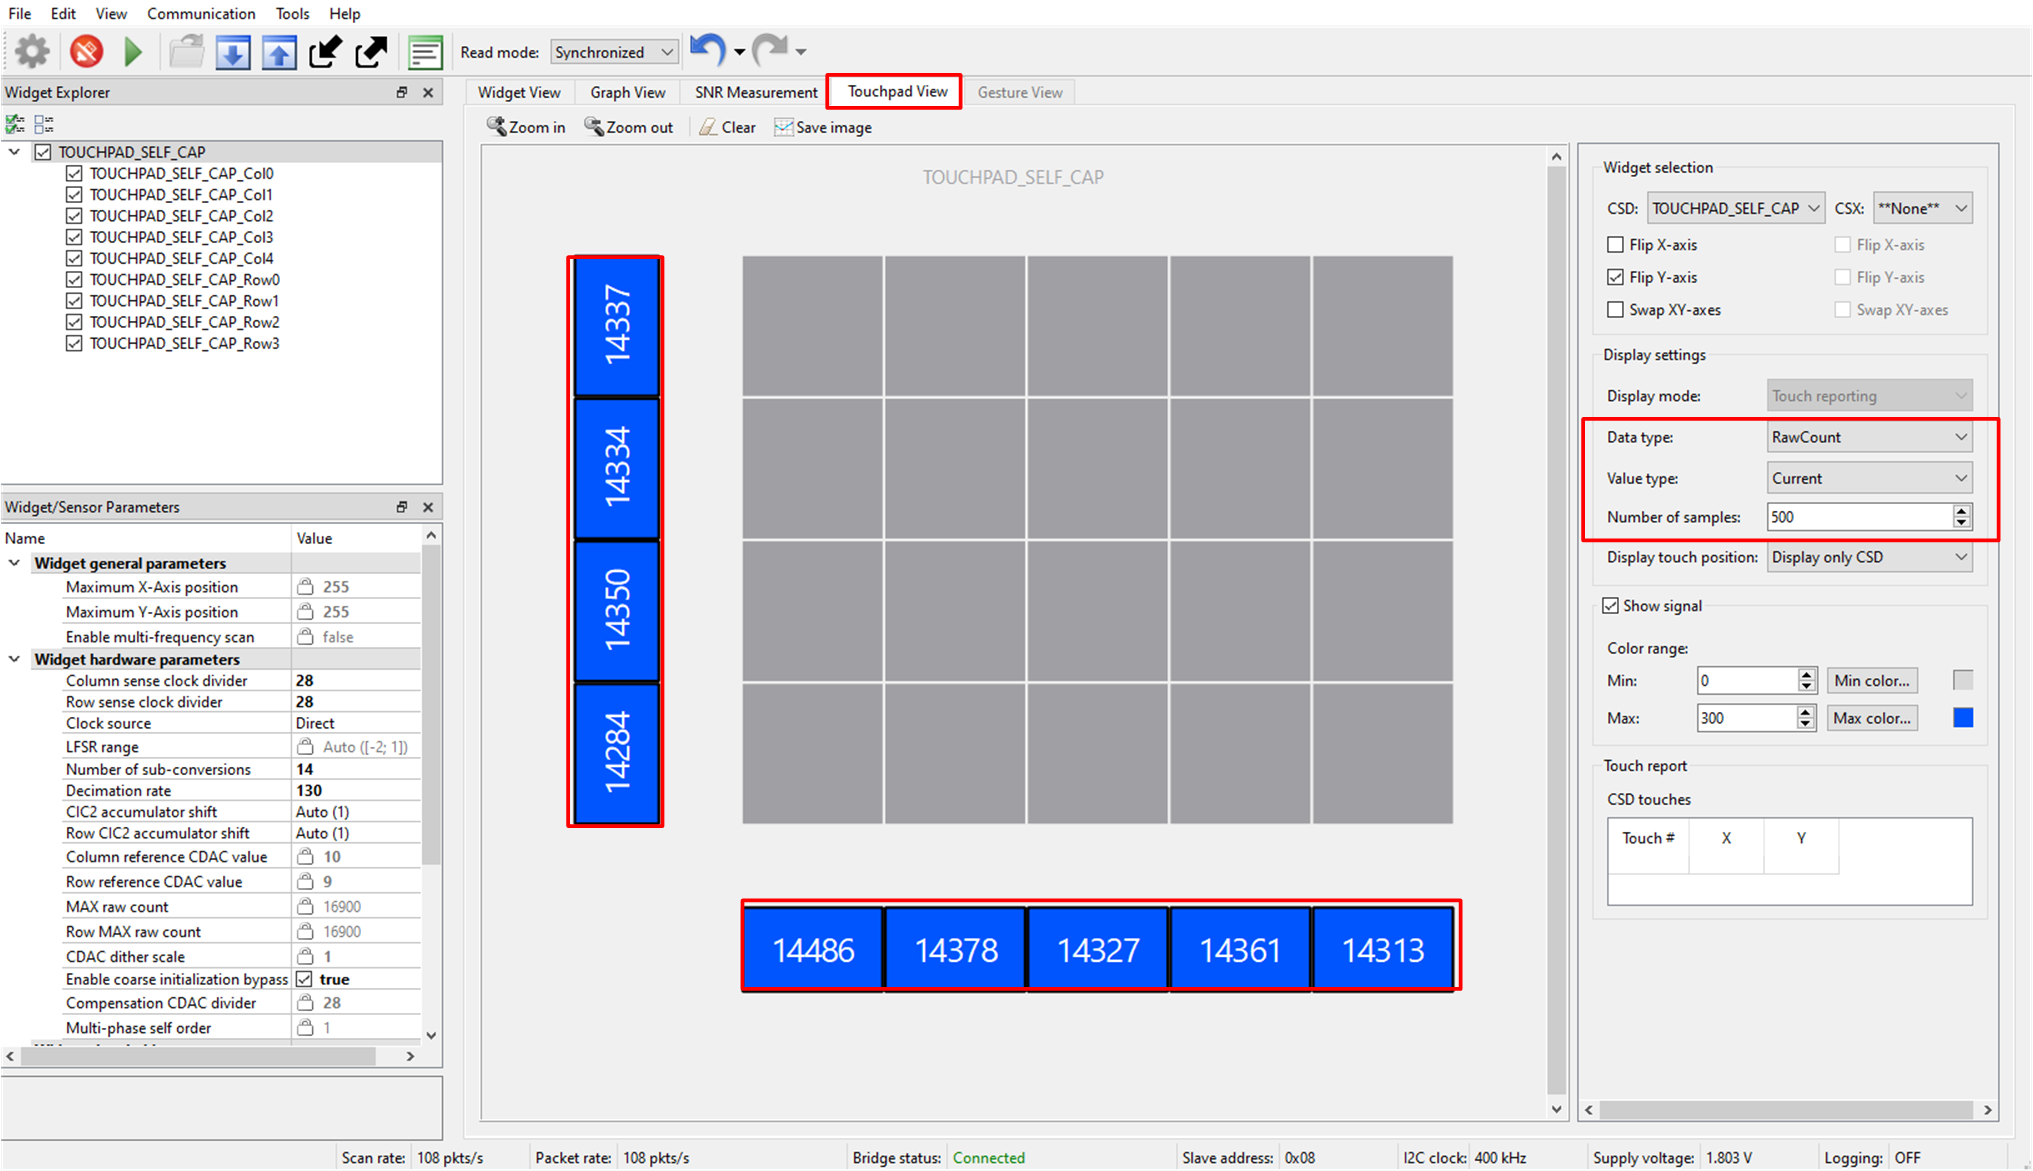 File Edit View Communication Tools Help
Read mode: Synchronized
Widget Explorer
TOUCHPAD_SELF_CAP
TOUCHPAD_SELF_CAP_Col0
TOUCHPAD_SELF_CAP_Col1
TOUCHPAD_SELF_CAP_Col2
TOUCHPAD_SELF_CAP_Col3
TOUCHPAD_SELF_CAP_Col4
TOUCHPAD_SELF_CAP_Row0
TOUCHPAD_SELF_CAP_Row1
TOUCHPAD_SELF_CAP_Row2
TOUCHPAD_SELF_CAP_Row3
Widget/Sensor Parameters
Name Value
Widget general parameters
Maximum X-Axis position 255
Maximum Y-Axis position 255
Enable multi-frequency scan false
Widget hardware parameters
Column sense clock divider 28
Row sense clock divider 28
Clock source Direct
LFSR range Auto ([-2; 1])
Number of sub-conversions 14
Decimation rate 130
CIC2 accumulator shift Auto (1)
Row CIC2 accumulator shift Auto (1)
Column reference CDAC value 10
Row reference CDAC value 9
MAX raw count 16900
Row MAX raw count 16900
CDAC dither scale 1
Enable coarse initialization bypass true
Compensation CDAC divider 28
Multi-phase self order 1
Widget View Graph View SNR Measurement Touchpad View Gesture View
Zoom in Zoom out Clear Save image
TOUCHPAD_SELF_CAP
14337
14334
14350
14284
14486 14378 14327 14361 14313
Widget selection
CSD: TOUCHPAD_SELF_CAP CSX: **None**
Flip X-axis Flip X-axis
Flip Y-axis Flip Y-axis
Swap XY-axes Swap XY-axes
Display settings
Display mode: Touch reporting
Data type: RawCount
Value type: Current
Number of samples: 500
Display touch position: Display only CSD
Show signal
Color range:
Min: 0 Min color...
Max: 300 Max color...
Touch report
CSD touches
Touch # X Y
Scan rate: 108 pkts/s Packet rate: 108 pkts/s Bridge status: Connected Slave address: 0x08 I2C clock: 400 kHz Supply voltage: 1.803 V Logging: OFF